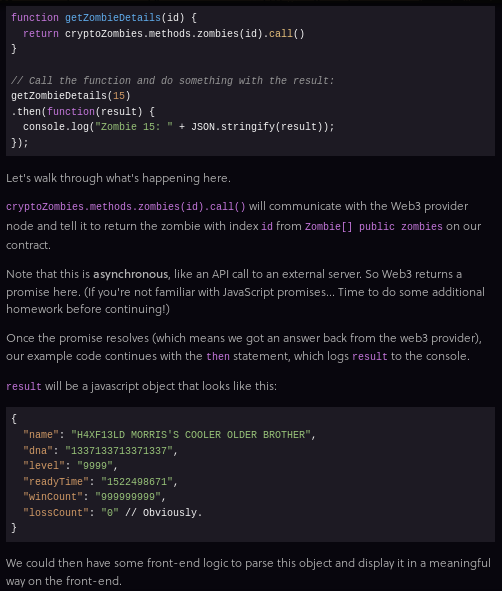 function getZombieDetails(id) {
  return cryptoZombies.methods.zombies(id).call()
}
// Call the function and do something with the result:
getZombieDetails(15)
.then(function(result) {
  console.log("Zombie 15: " + JSON.stringify(result));
});
Let's walk through what's happening here.
cryptoZombies.methods.zombies(id).call() will communicate with the Web3 provider
node and tell it to return the zombie with index id from Zombie[] public zombies on our
contract.
Note that this is asynchronous, like an API call to an external server. So Web3 returns a
promise here. (If you're not familiar with JavaScript promises... Time to do some additional
homework before continuing!)
Once the promise resolves (which means we got an answer back from the web3 provider),
our example code continues with the then statement, which logs result to the console.
result will be a javascript object that looks like this:
{
  "name": "H4XF13LD MORRIS'S COOLER OLDER BROTHER",
  "dna": "1337133713371337",
  "level": "9999",
  "readyTime": "1522498671",
  "winCount": "999999999",
  "lossCount": "0" // Obviously.
}
We could then have some front-end logic to parse this object and display it in a meaningful
way on the front-end.